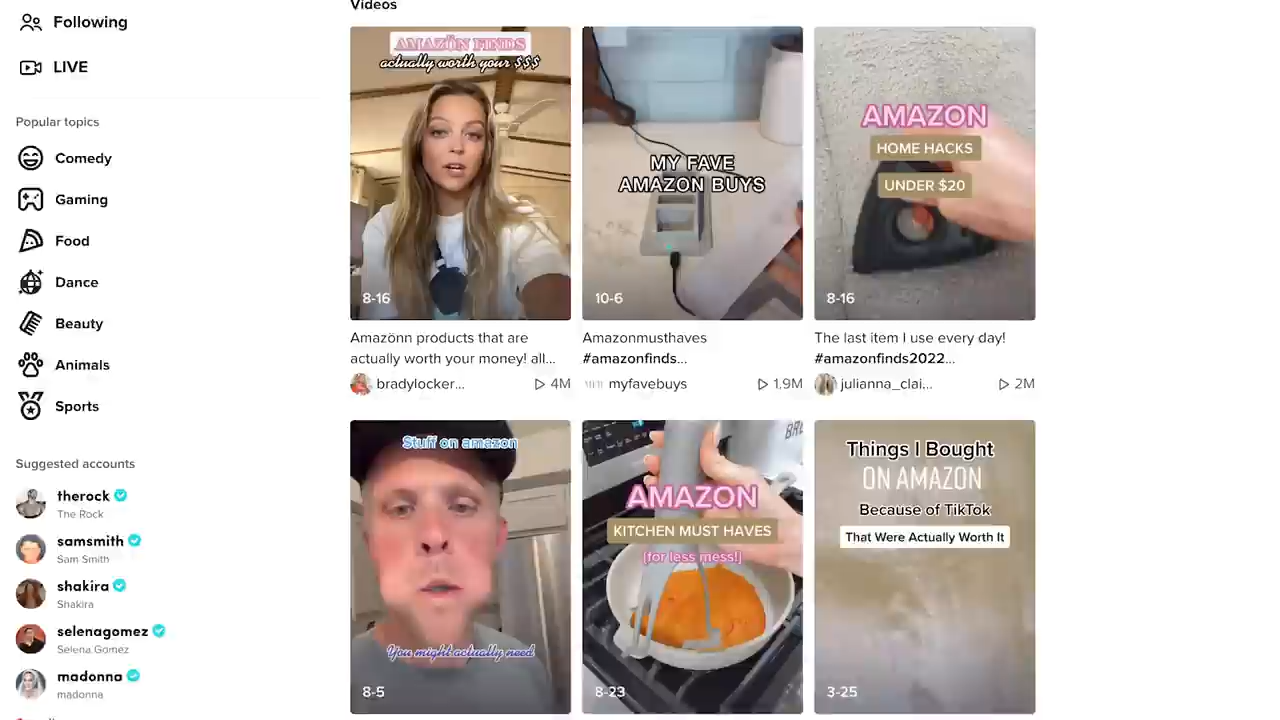 Following
LIVE
Popular topics
Comedy
Gaming
Food
Dance
Beauty
Animals
Sports
Suggested accounts
therock
The Rock
samsmith
Sam Smith
shakira
Shakira
selenagomez
Selena Gomez
madonna
madonna
Videos
AMAZÖN FINDS
actually worth your $$$
8-16
Amazönn products that are
actually worth your money! all...
bradylocker...
4M
MY FAVE
AMAZON BUYS
10-6
Amazonmusthaves
#amazonfinds...
myfavebuys
1.9M
AMAZON
HOME HACKS
UNDER $20
8-16
The last item I use every day!
#amazonfinds2022...
julianna_clai...
2M
Stuff on amazon
You might actually need
8-5
BRE
AMAZON
KITCHEN MUST HAVES
(for less mess!)
8-23
Things I Bought
ON AMAZON
Because of TikTok
That Were Actually Worth It
3-25